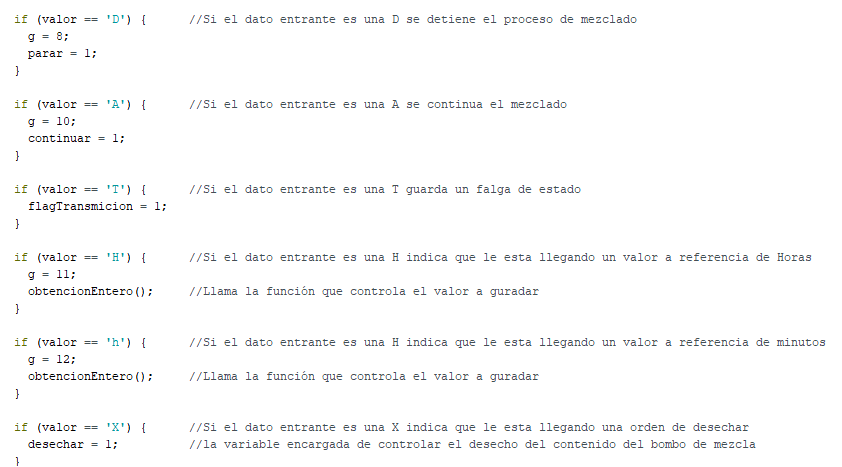 if (valor == 'D') {      //Si el dato entrante es una D se detiene el proceso de mezclado
  g = 8;
  parar = 1;
}
if (valor == 'A') {      //Si el dato entrante es una A se continua el mezclado
  g = 10;
  continuar = 1;
}
if (valor == 'T') {      //Si el dato entrante es una T guarda un falga de estado
  flagTransmicion = 1;
}
if (valor == 'H') {      //Si el dato entrante es una H indica que le esta llegando un valor a referencia de Horas
  g = 11;
  obtencionEntero();     //Llama la función que controla el valor a guradar
}
if (valor == 'h') {      //Si el dato entrante es una H indica que le esta llegando un valor a referencia de minutos
  g = 12;
  obtencionEntero();     //Llama la función que controla el valor a guradar
}
if (valor == 'X') {      //Si el dato entrante es una X indica que le esta llegando una orden de desechar
  desechar = 1;          //la variable encargada de controlar el desecho del contenido del bombo de mezcla
}